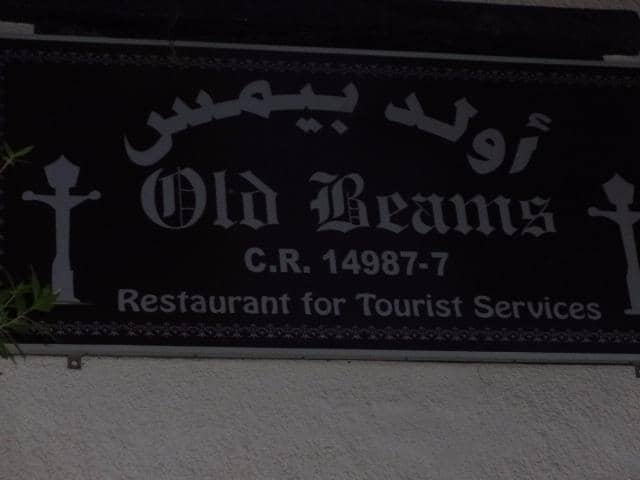 أولد بيمس
Old Beams
C.R. 14987-7
Restaurant for Tourist Services